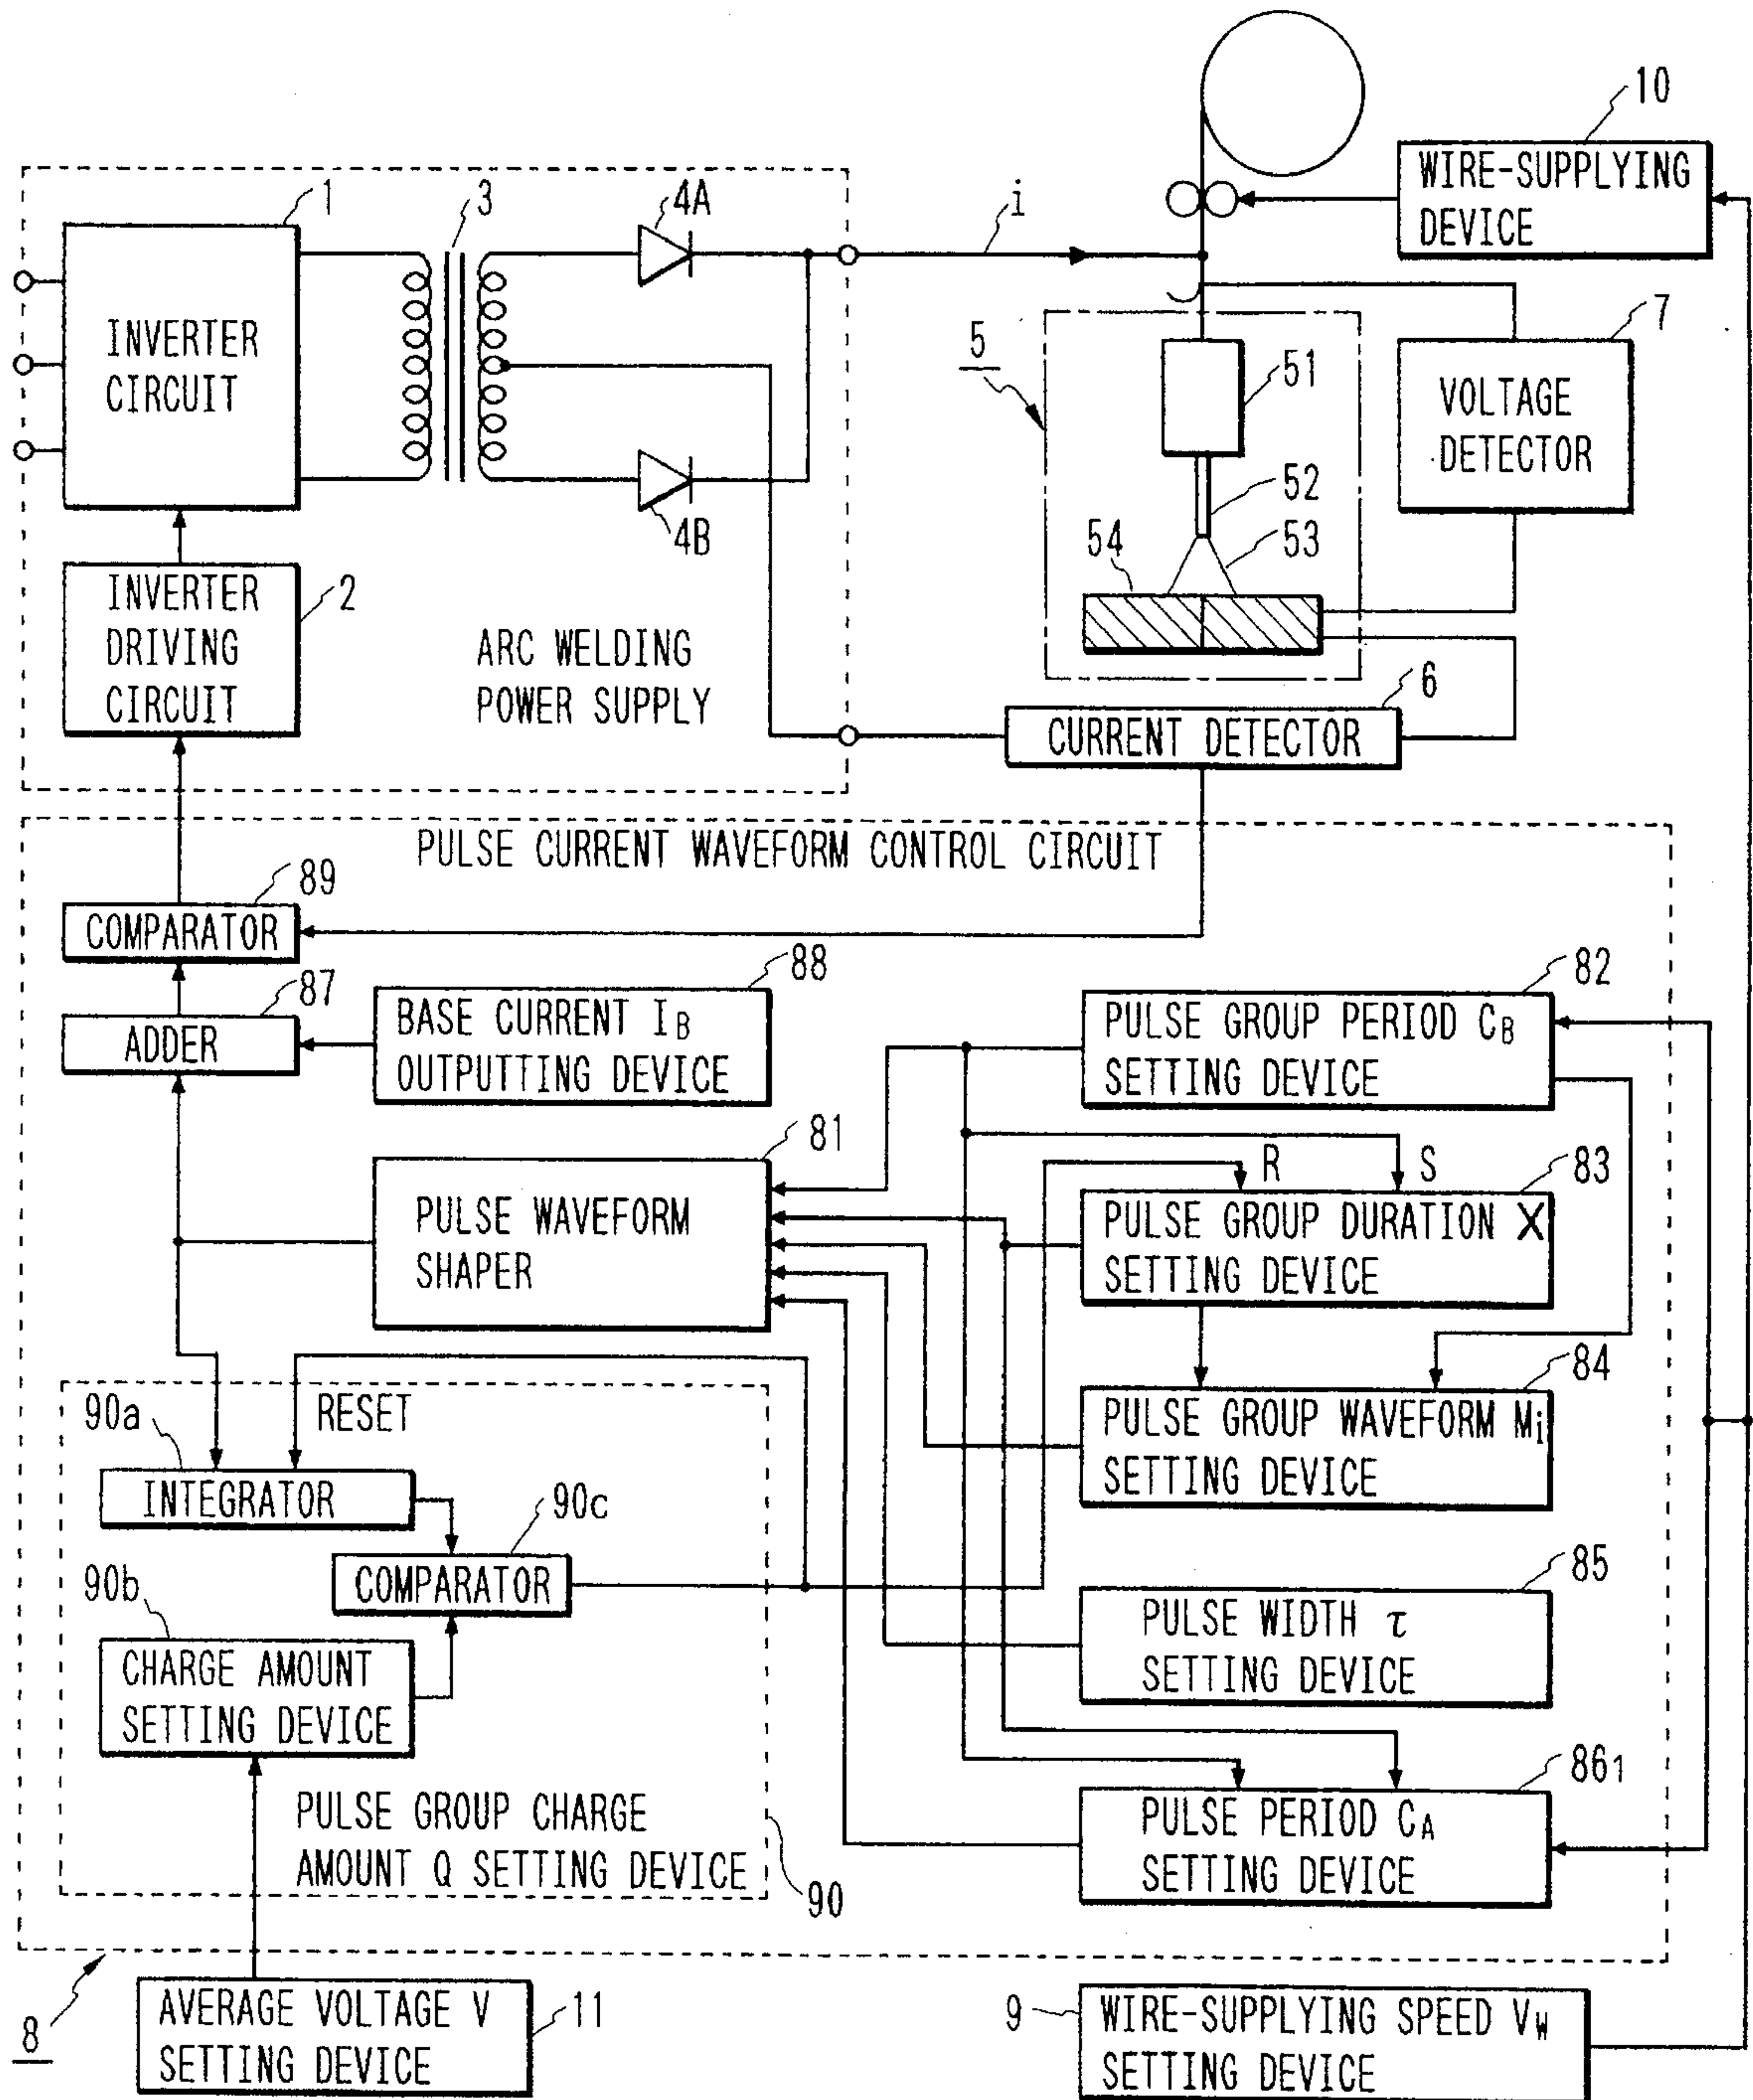 10
WIRE-SUPPLYING
DEVICE
1
3
4A
i
INVERTER
CIRCUIT
4B
5
51
52
53
54
7
VOLTAGE
DETECTOR
INVERTER
DRIVING
CIRCUIT
2
ARC WELDING
POWER SUPPLY
6
CURRENT DETECTOR
PULSE CURRENT WAVEFORM CONTROL CIRCUIT
89
COMPARATOR
87
ADDER
88
BASE CURRENT IB
OUTPUTTING DEVICE
82
PULSE GROUP PERIOD CB
SETTING DEVICE
81
PULSE WAVEFORM
SHAPER
R
S
83
PULSE GROUP DURATION X
SETTING DEVICE
84
PULSE GROUP WAVEFORM Mi
SETTING DEVICE
RESET
90a
INTEGRATOR
90c
COMPARATOR
90b
CHARGE AMOUNT
SETTING DEVICE
85
PULSE WIDTH τ
SETTING DEVICE
861
PULSE PERIOD CA
SETTING DEVICE
PULSE GROUP CHARGE
AMOUNT Q SETTING DEVICE
90
8
AVERAGE VOLTAGE V
SETTING DEVICE
11
9
WIRE-SUPPLYING SPEED VW
SETTING DEVICE